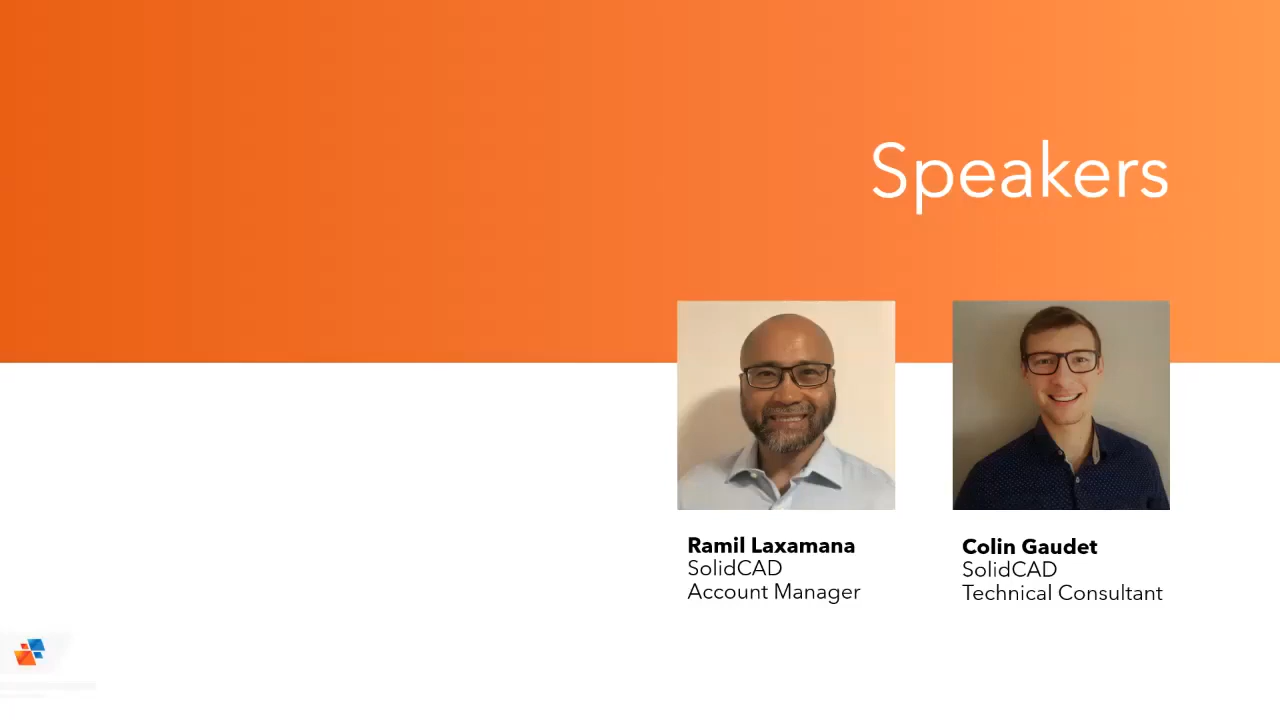 Speakers
Ramil Laxamana
SolidCAD
Account Manager
Colin Gaudet
SolidCAD
Technical Consultant